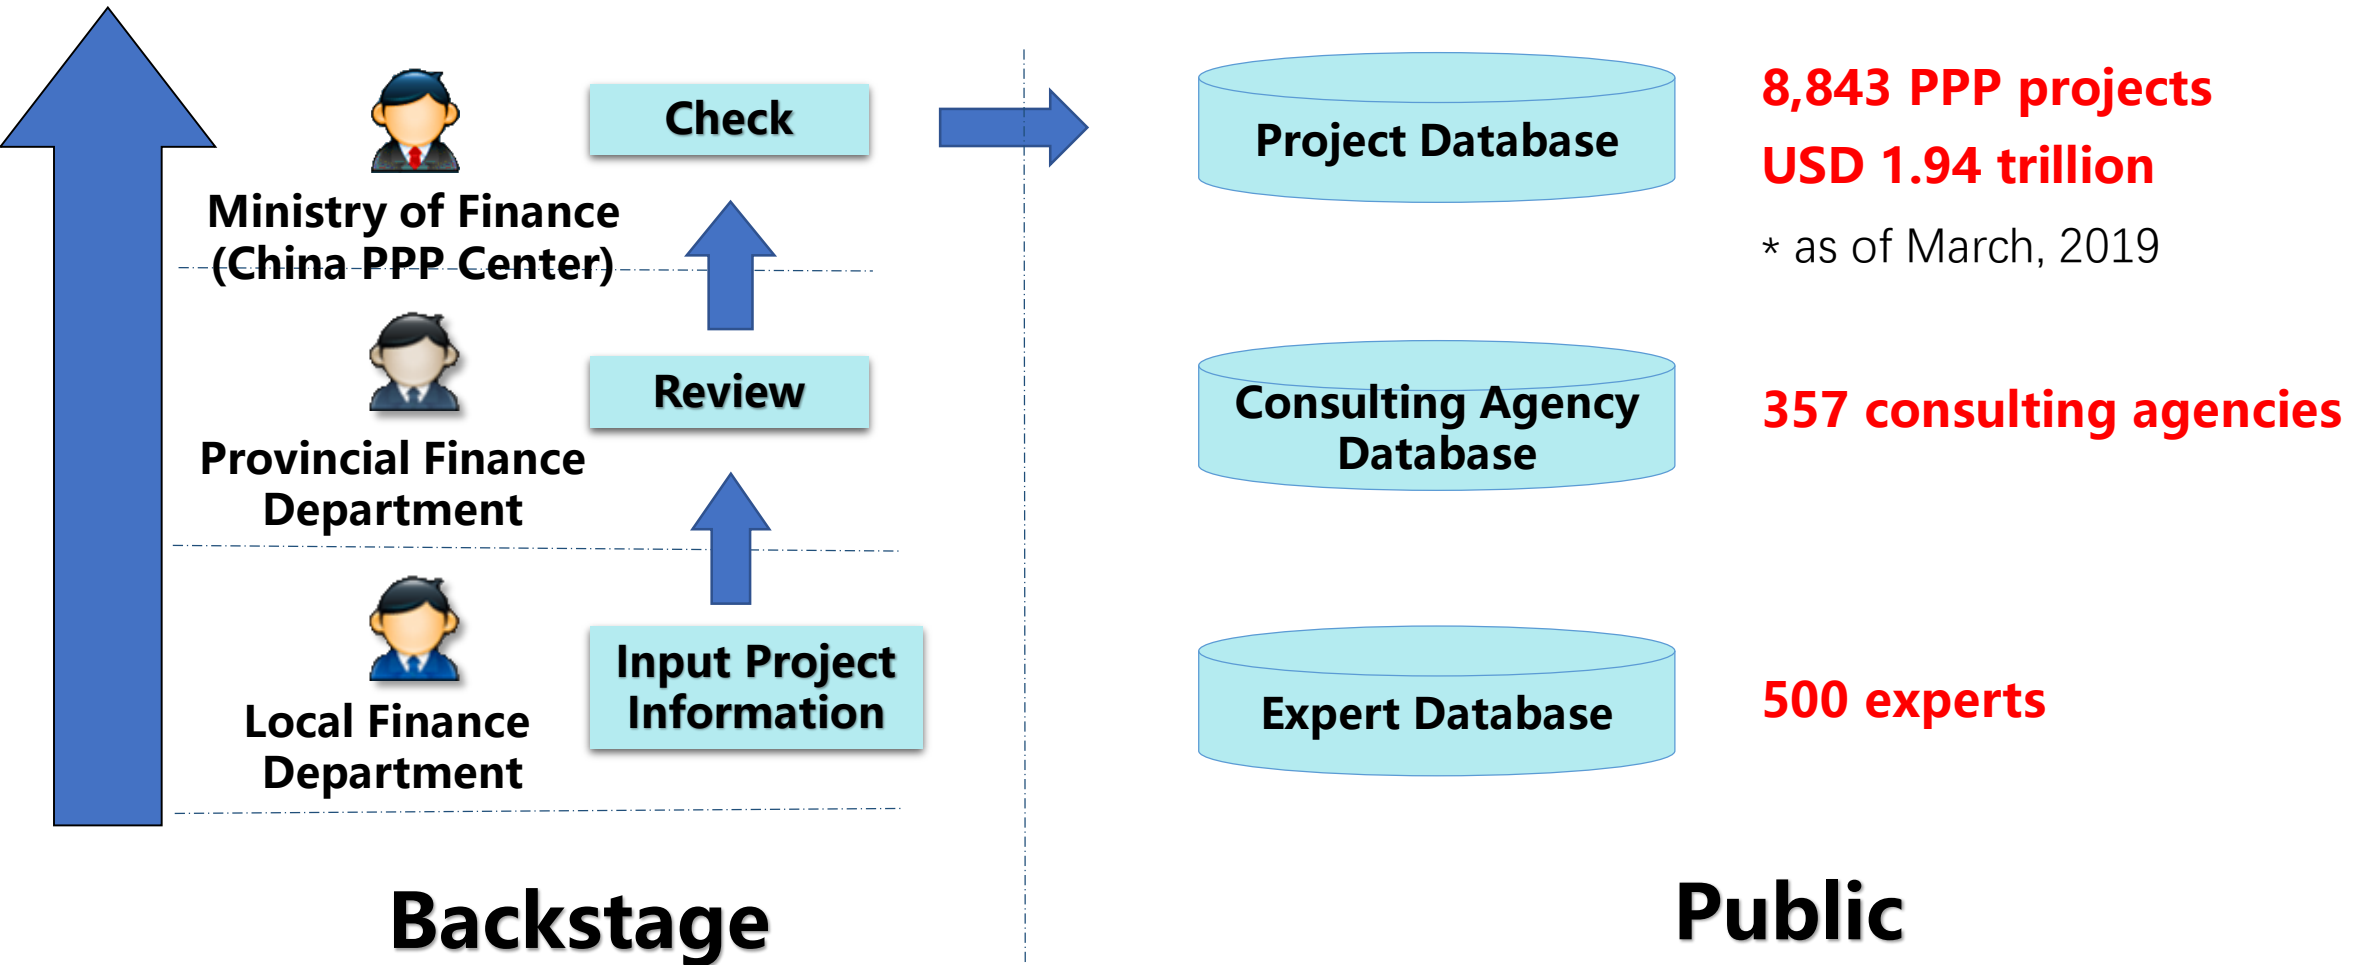 Check
Ministry of Finance
(China PPP Center)
Review
Provincial Finance
Department
Input Project
Information
Local Finance
Department
Backstage
Project Database
8,843 PPP projects
USD 1.94 trillion
* as of March, 2019
Consulting Agency
Database
357 consulting agencies
Expert Database
500 experts
Public